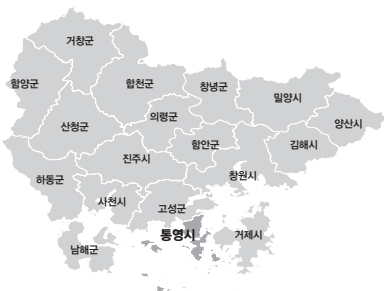 거창군
함양군
합천군
창녕군
밀양시
양산시
의령군
산청군
함안군
김해시
진주시
창원시
하동군
사천시
고성군
통영시
거제시
남해군